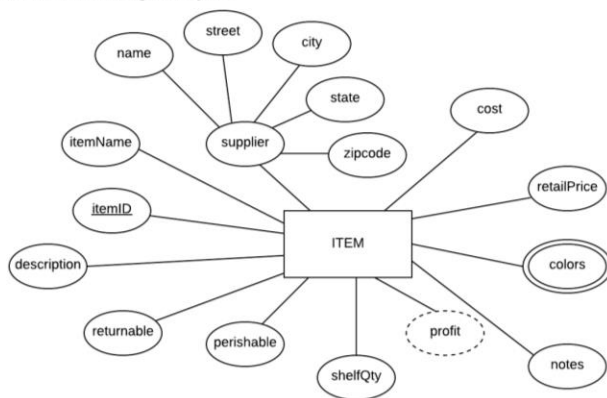 street
city
name
state
cost
supplier
itemName
zipcode
retailPrice
itemID
ITEM
description
colors
returnable
perishable
profit
notes
shelfQty